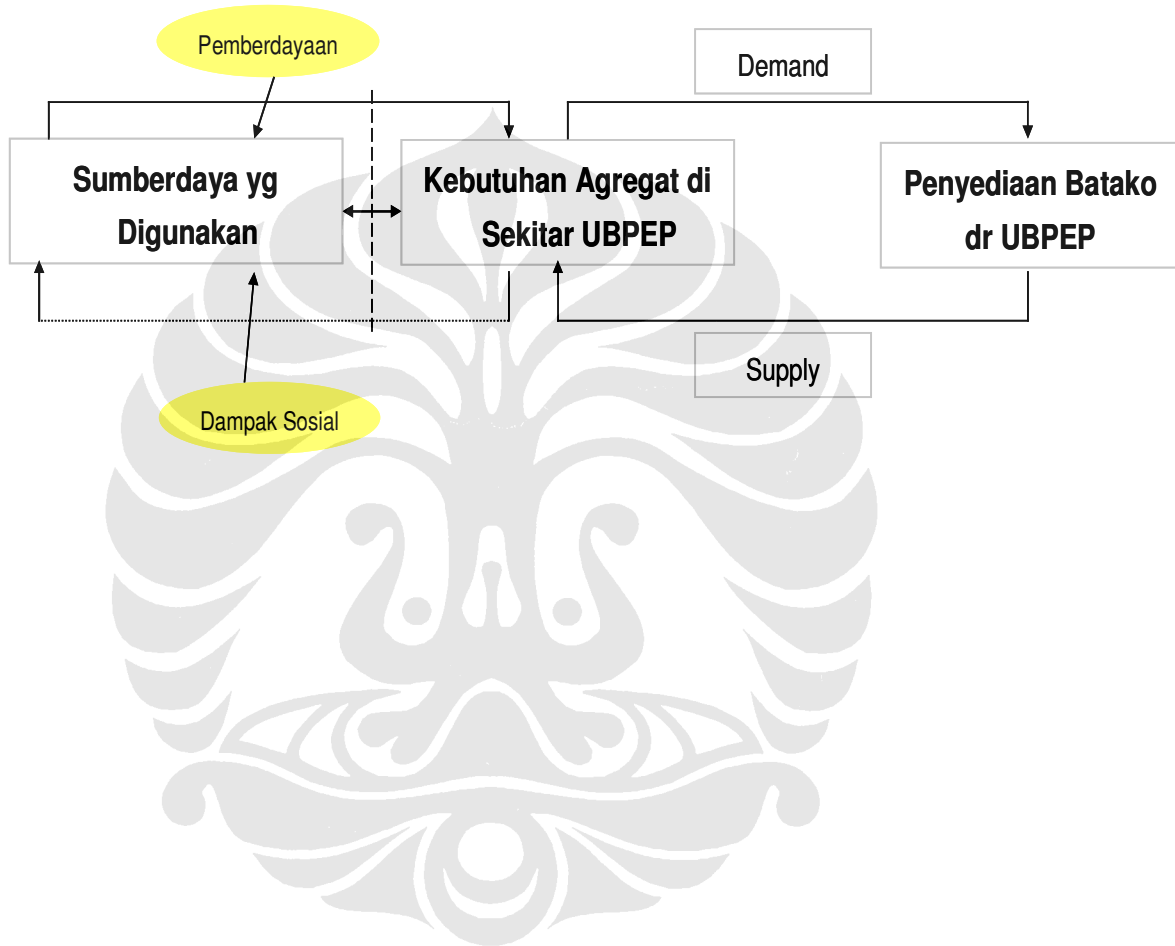 Pemberdayaan
Demand
Sumberdaya yg
Digunakan
Kebutuhan Agregat di
Sekitar UBPEP
Penyediaan Batako
dr UBPEP
Supply
Dampak Sosial